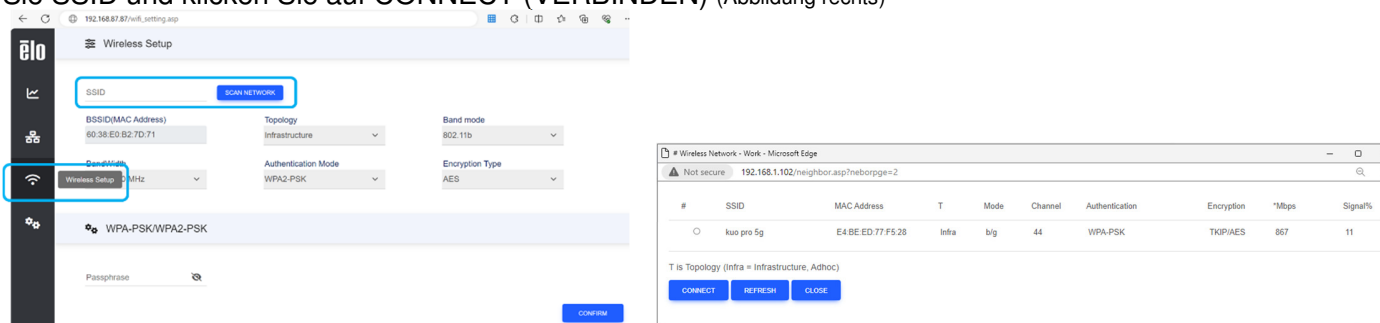 Sie SSID und klicken Sie auf CONNECT (VERBINDEN) (Abbildung rechts)
192.168.87.87/wifi_setting.asp
ēlo
Wireless Setup
SSID
SCAN NETWORK
BSSID(MAC Address) Topology Band mode
60:38:E0:B2:7D:71 Infrastructure 802.11b
BandWidth Authentication Mode Encryption Type
Wireless Setup MHz WPA2-PSK AES
WPA-PSK/WPA2-PSK
Passphrase
CONFIRM
# Wireless Network - Work - Microsoft Edge
Not secure 192.168.1.102/neighbor.asp?neborpge=2
# SSID MAC Address T Mode Channel Authentication Encryption *Mbps Signal%
kuo pro 5g E4:BE:ED:77:F5:28 Infra b/g 44 WPA-PSK TKIP/AES 867 11
T is Topology (Infra = Infrastructure, Adhoc)
CONNECT REFRESH CLOSE